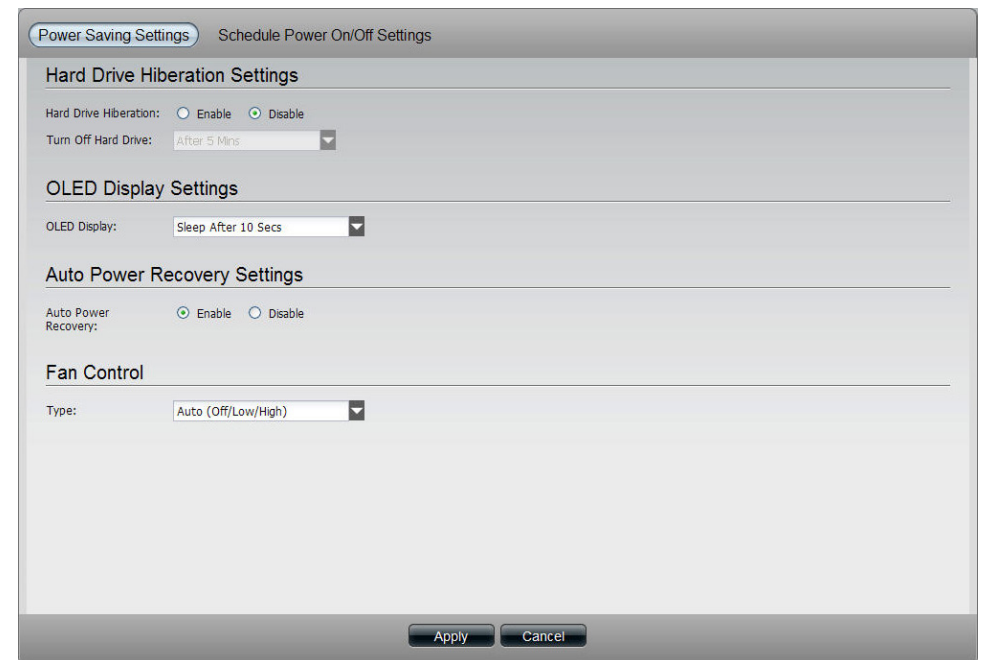 Power Saving Settings Schedule Power On/Off Settings
Hard Drive Hiberation Settings
Hard Drive Hiberation: Enable Disable
Turn Off Hard Drive: After 5 Mins
OLED Display Settings
OLED Display: Sleep After 10 Secs
Auto Power Recovery Settings
Auto Power Recovery: Enable Disable
Fan Control
Type: Auto (Off/Low/High)
Apply Cancel